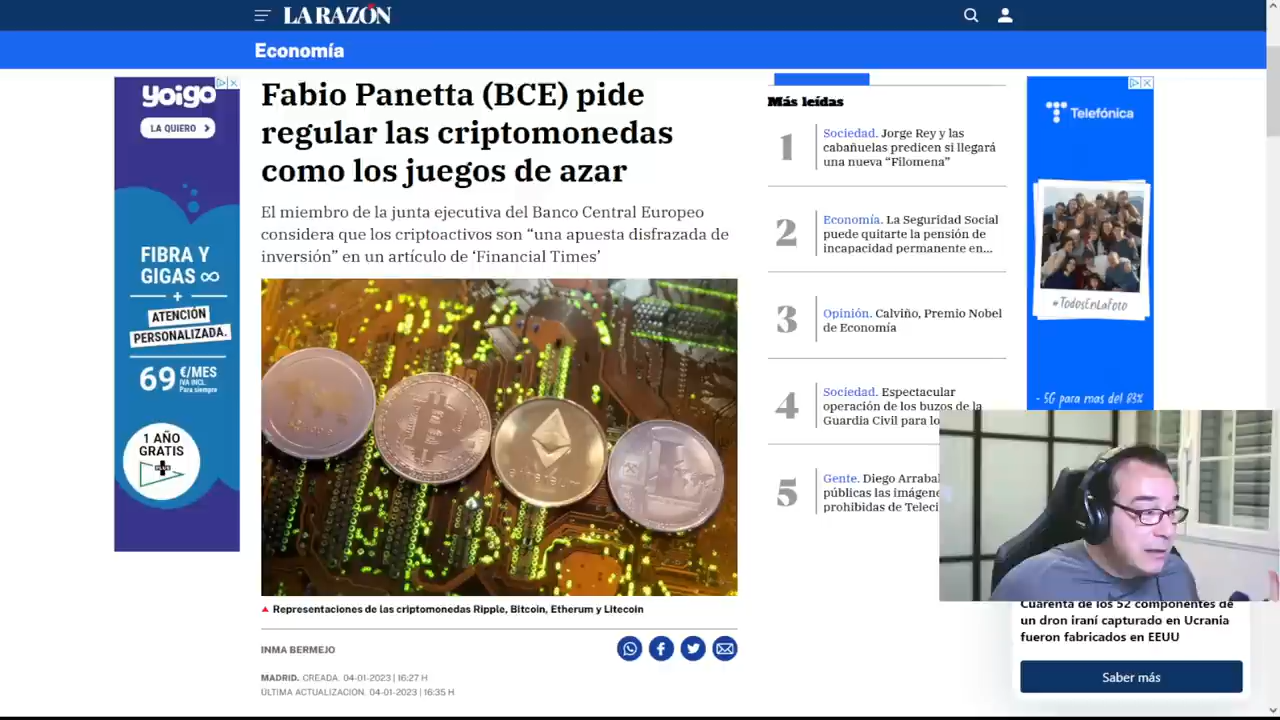 LA RAZÓN
Economía
yoigo
LA QUIERO
FIBRA Y
GIGAS ∞
+
ATENCIÓN
PERSONALIZADA.
69 €/MES
IVA INCL.
Para siempre
1 AÑO
GRATIS
Fabio Panetta (BCE) pide
regular las criptomonedas
como los juegos de azar
El miembro de la junta ejecutiva del Banco Central Europeo
considera que los criptoactivos son “una apuesta disfrazada de
inversión” en un artículo de ‘Financial Times’
Representaciones de las criptomonedas Ripple, Bitcoin, Etherum y Litecoin
INMA BERMEJO
MADRID. CREADA. 04-01-2023 | 16:27 H
ÚLTIMA ACTUALIZACIÓN. 04-01-2023 | 16:35 H
Más leídas
1
Sociedad. Jorge Rey y las
cabañuelas predicen si llegará
una nueva “Filomena”
2
Economía. La Seguridad Social
puede quitarte la pensión de
incapacidad permanente en...
3
Opinión. Calviño, Premio Nobel
de Economía
4
Sociedad. Espectacular
operación de los buzos de la
Guardia Civil para
5
Gente. Diego
públicas las
prohibidas de
Telefónica
#TodosEnLaFoto
- 5G para mas del 83%
Cuarenta de los 52 componentes de
un dron iraní capturado en Ucrania
fueron fabricados en EEUU
Saber más